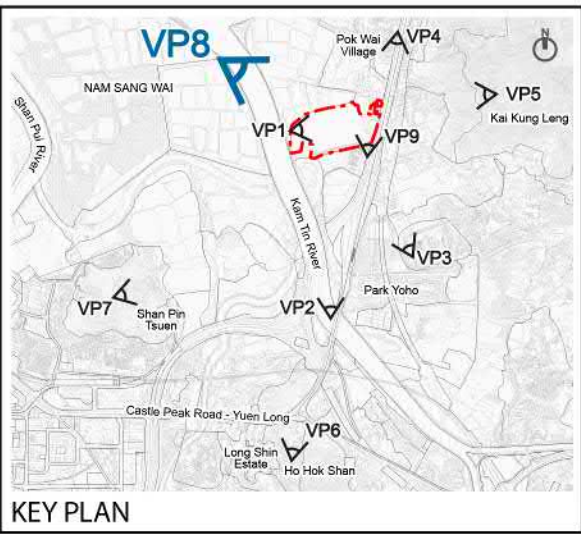 N
VP8
Pok Wai
Village
VP4
NAM SANG WAI
VP5
Kai Kung Leng
Shan Pui River
VP1
VP9
Kam Tin River
VP3
Park Yoho
VP2
VP7
Shan Pin
Tsuen
Castle Peak Road - Yuen Long
VP6
Long Shin
Estate
Ho Hok Shan
KEY PLAN